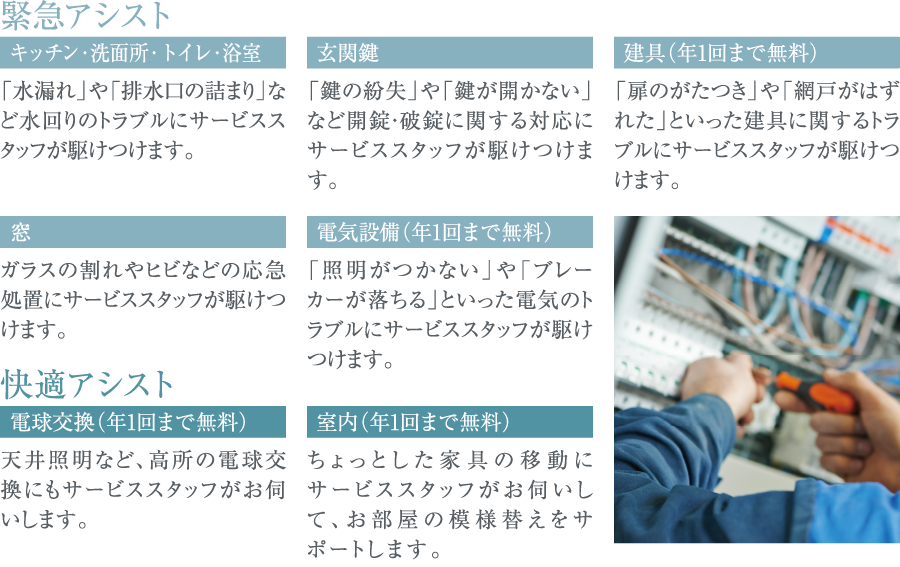 緊急アシスト
キッチン・洗面所・トイレ・浴室
「水漏れ」や「排水口の詰まり」な
ど水回りのトラブルにサービスス
タッフが駆けつけます。
玄関鍵
「鍵の紛失」や「鍵が開かない」
など開錠・破錠に関する対応に
サービススタッフが駆けつけま
す。
建具（年1回まで無料）
「扉のがたつき」や「網戸がはず
れた」といった建具に関するトラ
ブルにサービススタッフが駆けつ
けます。
窓
ガラスの割れやヒビなどの応急
処置にサービススタッフが駆けつ
けます。
電気設備（年1回まで無料）
「照明がつかない」や「ブレー
カーが落ちる」といった電気のト
ラブルにサービススタッフが駆け
つけます。
快適アシスト
電球交換（年1回まで無料）
天井照明など、高所の電球交
換にもサービススタッフがお伺
いします。
室内（年1回まで無料）
ちょっとした家具の移動に
サービススタッフがお伺いし
て、お部屋の模様替えをサ
ポートします。